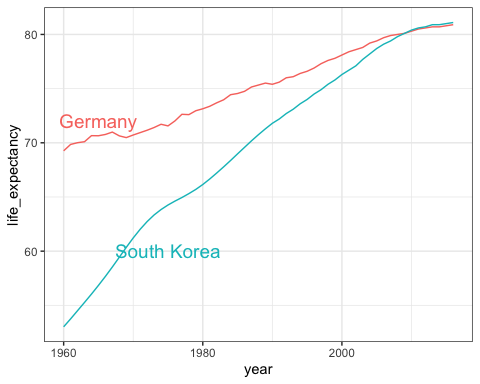 80
Germany
70
life_expectancy
South Korea
60
1960
1980
2000
year